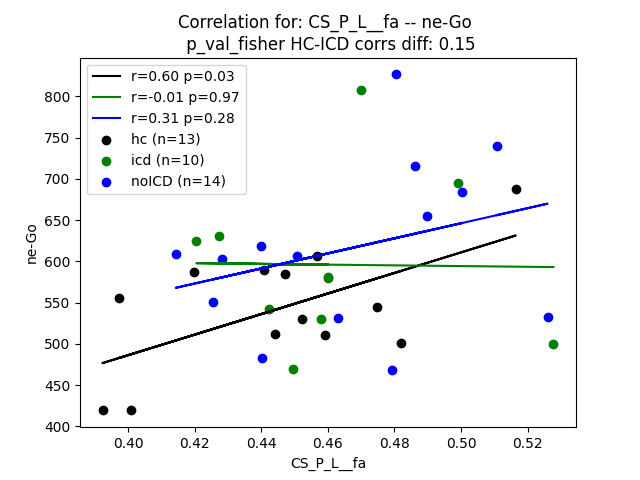 Correlation for: CS_P_L__fa -- ne-Go
p_val_fisher HC-ICD corrs diff: 0.15
r=0.60 p=0.03
r=-0.01 p=0.97
r=0.31 p=0.28
hc (n=13)
icd (n=10)
noICD (n=14)
800
750
700
650
600
550
500
450
400
ne-Go
0.40 0.42 0.44 0.46 0.48 0.50 0.52
CS_P_L__fa